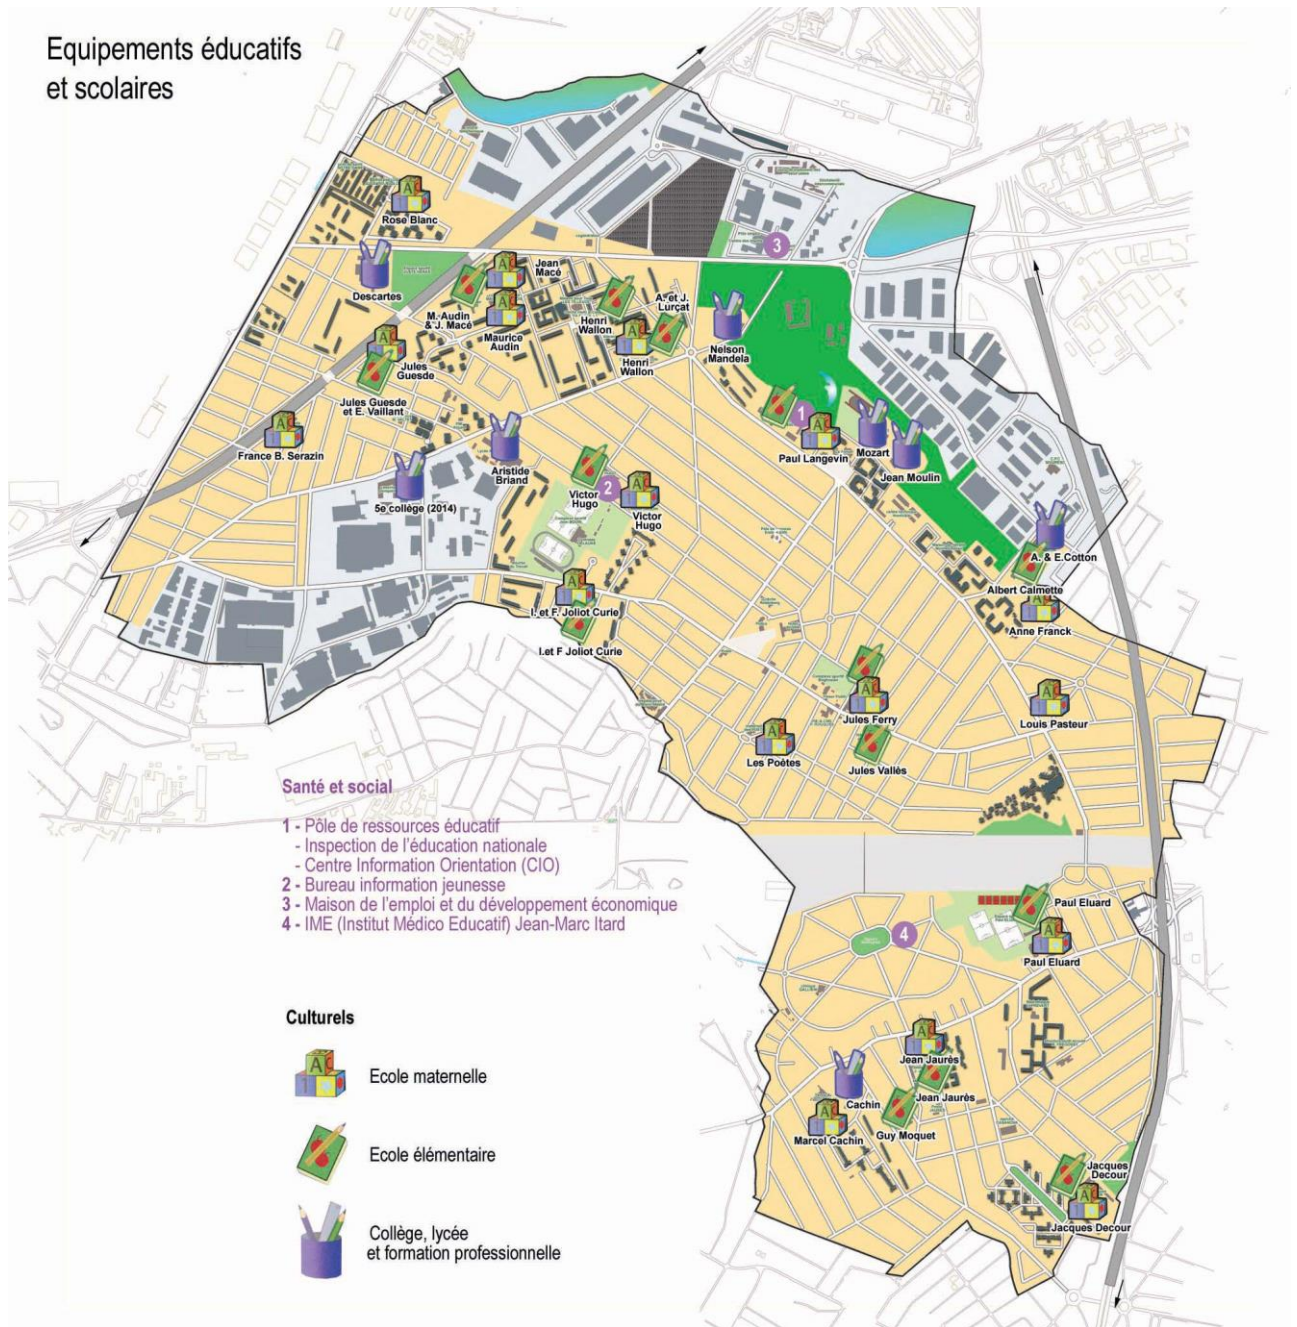 Equipements éducatifs
et scolaires
Rose Blanc
Descartes
Jean
Macé
M. Audin
& J. Macé
Maurice
Audin
Henri
Wallon
A. et J.
Lurçat
Henri
Wallon
Nelson
Mandela
Jules
Guesde
Jules Guesde
et E. Vaillant
France B. Serazin
Aristide
Briand
5e collège (2014)
Victor
Hugo
2
Victor
Hugo
3
1
Paul Langevin
Mozart
Jean Moulin
A. & E.Cotton
Albert Calmette
Anne Franck
I. et F. Joliot Curie
I.et F Joliot Curie
Louis Pasteur
Jules Ferry
Les Poètes
Jules Vallès
Santé et social
1 - Pôle de ressources éducatif
- Inspection de l'éducation nationale
- Centre Information Orientation (CIO)
2 - Bureau information jeunesse
3 - Maison de l'emploi et du développement économique
4 - IME (Institut Médico Educatif) Jean-Marc Itard
Paul Eluard
4
Paul Eluard
Jean Jaurès
Jean Jaurès
Cachin
Guy Moquet
Marcel Cachin
Jacques
Decour
Jacques Decour
Culturels
Ecole maternelle
Ecole élémentaire
Collège, lycée
et formation professionnelle